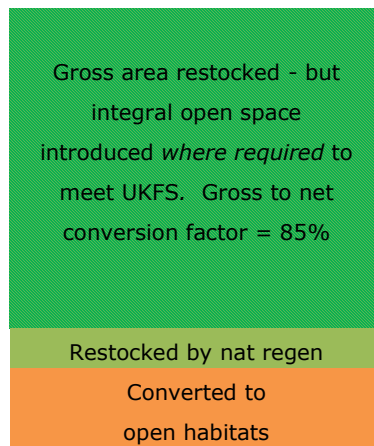 Gross area restocked - but
integral open space
introduced where required to
meet UKFS. Gross to net
conversion factor = 85%
Restocked by nat regen
Converted to
open habitats